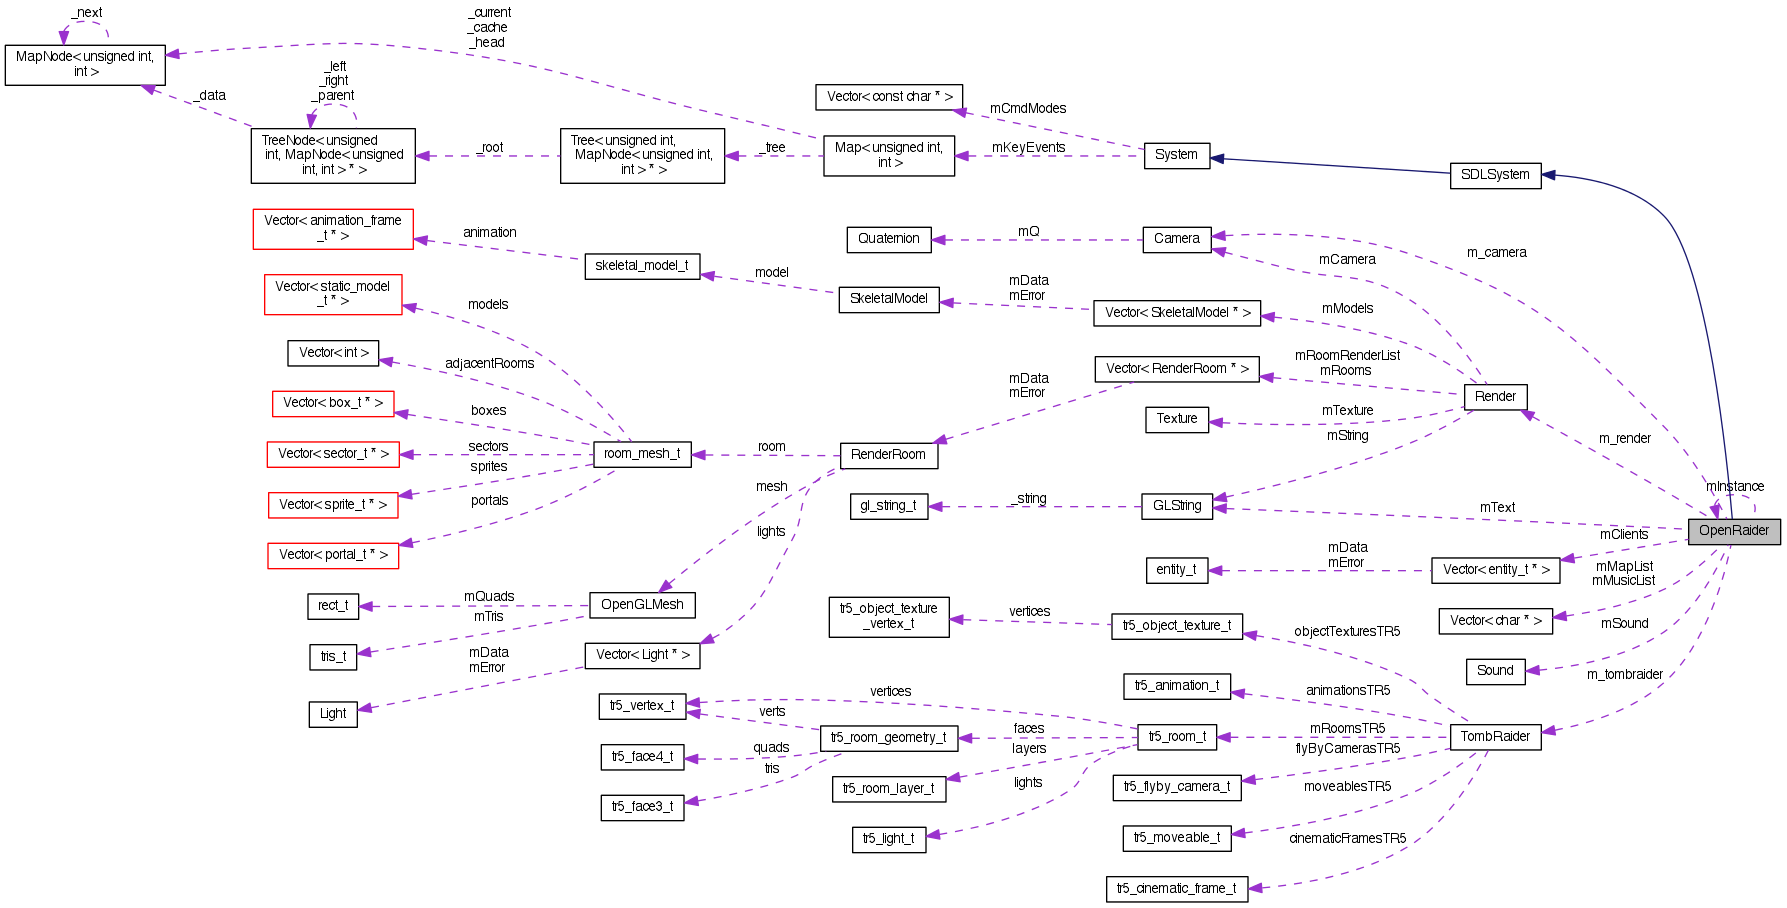 _next
MapNode< unsigned int,
int >
_data
_left
_right
_parent
TreeNode< unsigned
int, MapNode< unsigned
int, int > * >
_root
Tree< unsigned int,
MapNode< unsigned int,
int > * >
_tree
_current
_cache
_head
Map< unsigned int,
int >
Vector< const char * >
mCmdModes
mKeyEvents
System
SDLSystem
Vector< animation_frame
_t * >
animation
skeletal_model_t
model
SkeletalModel
mData
mError
Vector< SkeletalModel * >
mModels
Quaternion
mQ
Camera
mCamera
m_camera
Vector< static_model
_t * >
models
Vector< int >
adjacentRooms
Vector< box_t * >
boxes
Vector< sector_t * >
sectors
Vector< sprite_t * >
sprites
Vector< portal_t * >
portals
room_mesh_t
room
RenderRoom
mData
mError
Vector< RenderRoom * >
mRoomRenderList
mRooms
Texture
mTexture
mString
Render
m_render
gl_string_t
_string
GLString
mText
mInstance
OpenRaider
mesh
lights
rect_t
mQuads
mTris
OpenGLMesh
tris_t
Vector< Light * >
mData
mError
Light
entity_t
mData
mError
Vector< entity_t * >
mClients
mMapList
mMusicList
Vector< char * >
mSound
Sound
m_tombraider
TombRaider
tr5_object_texture
_vertex_t
vertices
tr5_object_texture_t
objectTexturesTR5
tr5_animation_t
animationsTR5
tr5_vertex_t
vertices
verts
tr5_face4_t
quads
tris
tr5_face3_t
tr5_room_geometry_t
faces
layers
lights
tr5_room_t
mRoomsTR5
tr5_room_layer_t
tr5_light_t
flyByCamerasTR5
tr5_flyby_camera_t
moveablesTR5
tr5_moveable_t
cinematicFramesTR5
tr5_cinematic_frame_t